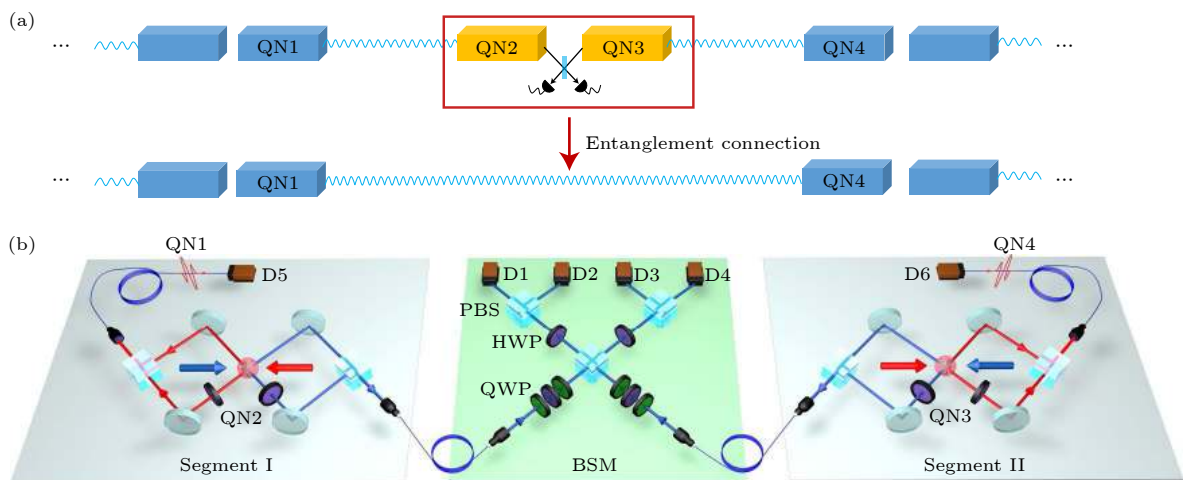 (a)
... QN1 QN2 QN3 QN4 ...
Entanglement connection
... QN1 QN4 ...
(b)
QN1 D5 D1 D2 D3 D4 D6 QN4
PBS
HWP
QWP
QN2 QN3
Segment I BSM Segment II